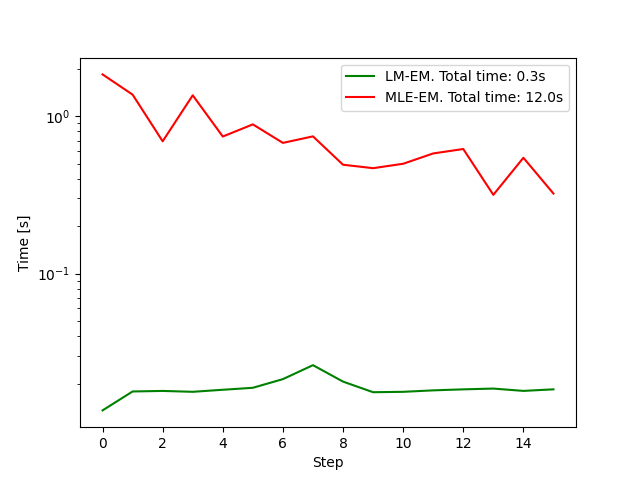 LM-EM. Total time: 0.3s
MLE-EM. Total time: 12.0s
10⁰
10⁻¹
Time [s]
0 2 4 6 8 10 12 14
Step